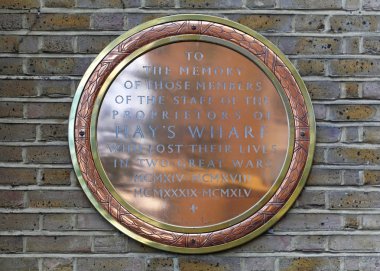 TO
THE MEMORY
OF THOSE MEMBERS
OF THE STAFF OF THE
PROPRIETORS OF
HAY'S WHARF
WHO LOST THEIR LIVES
IN TWO GREAT WARS
MCMXIV - MCMXVIII
MCMXXXIX - MCMXLV